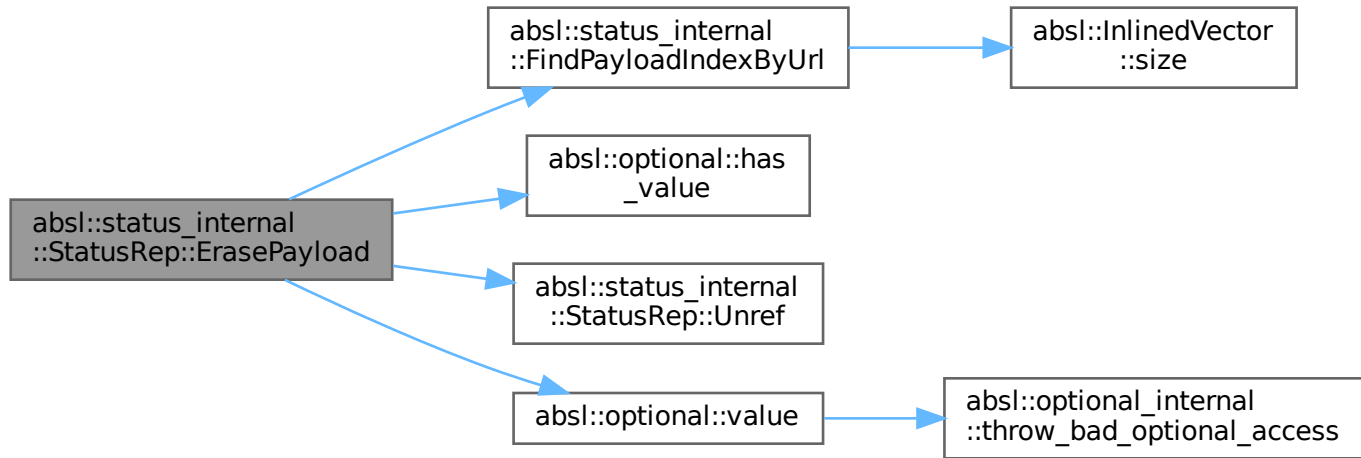 absl::status_internal
::StatusRep::ErasePayload
absl::status_internal
::FindPayloadIndexByUrl
absl::InlinedVector
::size
absl::optional::has
_value
absl::status_internal
::StatusRep::Unref
absl::optional::value
absl::optional_internal
::throw_bad_optional_access